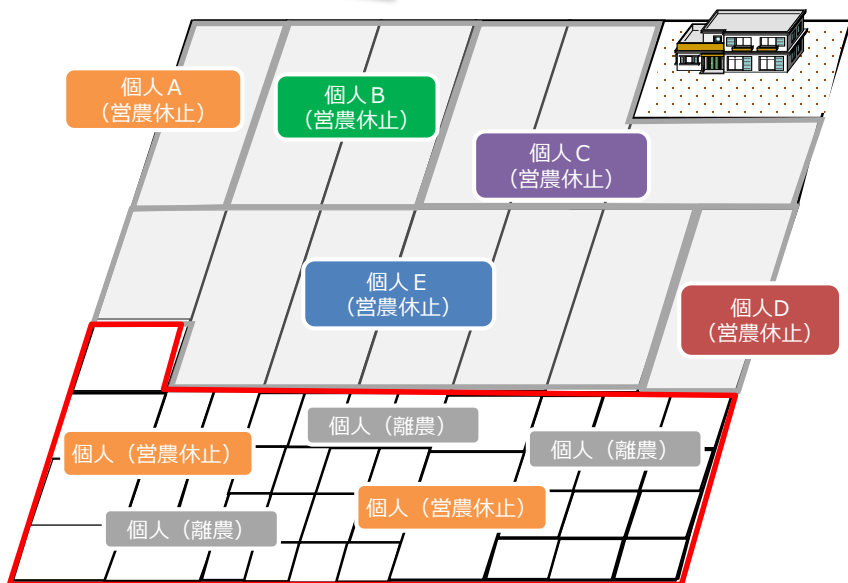 個人Ａ
（営農休止）
個人Ｂ
（営農休止）
個人Ｃ
（営農休止）
個人Ｅ
（営農休止）
個人D
（営農休止）
個人（離農）
個人（営農休止）
個人（離農）
個人（営農休止）
個人（離農）